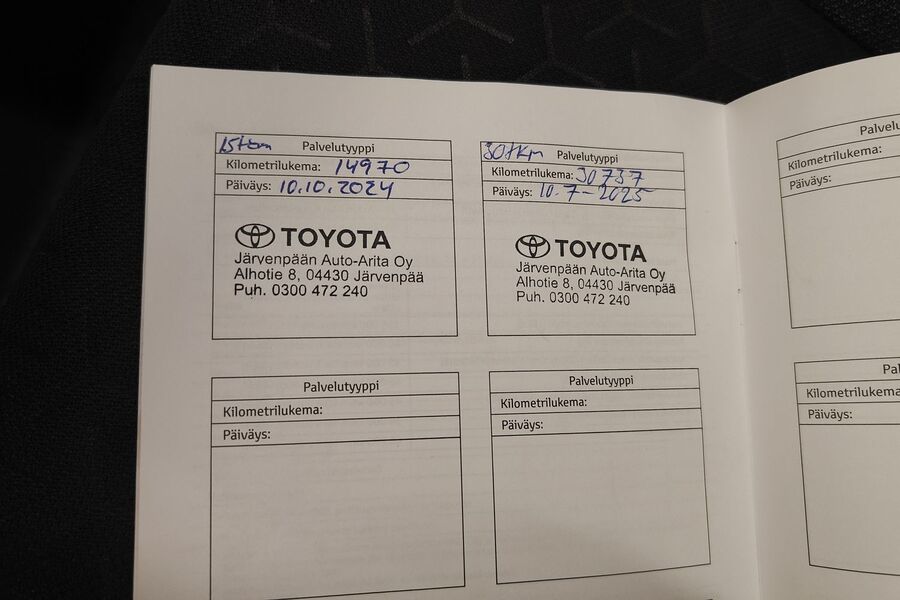 15tkm Palvelutyyppi
Kilometrilukema: 14970
Päiväys: 10.10.2024
TOYOTA
Järvenpään Auto-Arita Oy
Alhotie 8, 04430 Järvenpää
Puh. 0300 472 240
30tkm Palvelutyyppi
Kilometrilukema: 30737
Päiväys: 10.7-2025
TOYOTA
Järvenpään Auto-Arita Oy
Alhotie 8, 04430 Järvenpää
Puh. 0300 472 240
Palvelu
Kilometrilukema:
Päiväys:
Palvelutyyppi
Kilometrilukema:
Päiväys:
Palvelutyyppi
Kilometrilukema:
Päiväys:
Pal
Kilometrilukema
Päiväys: